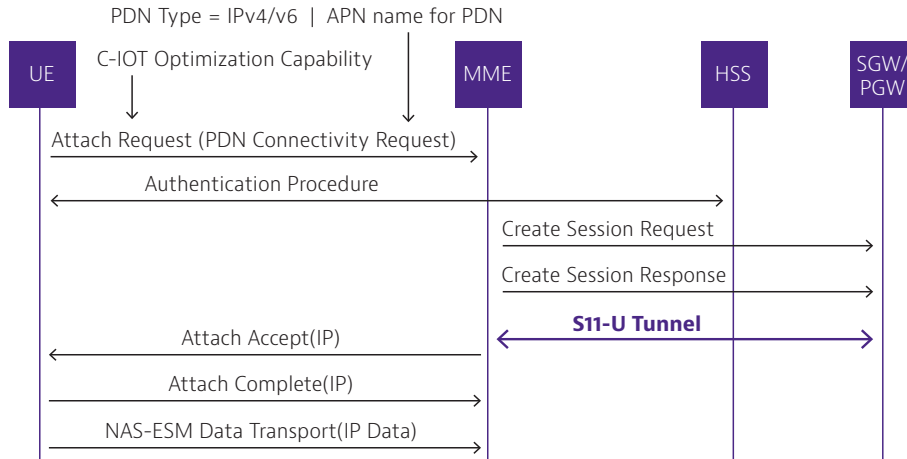 PDN Type = IPv4/v6 | APN name for PDN
C-IOT Optimization Capability
UE
MME
HSS
SGW/
PGW
Attach Request (PDN Connectivity Request)
Authentication Procedure
Create Session Request
Create Session Response
S11-U Tunnel
Attach Accept(IP)
Attach Complete(IP)
NAS-ESM Data Transport(IP Data)